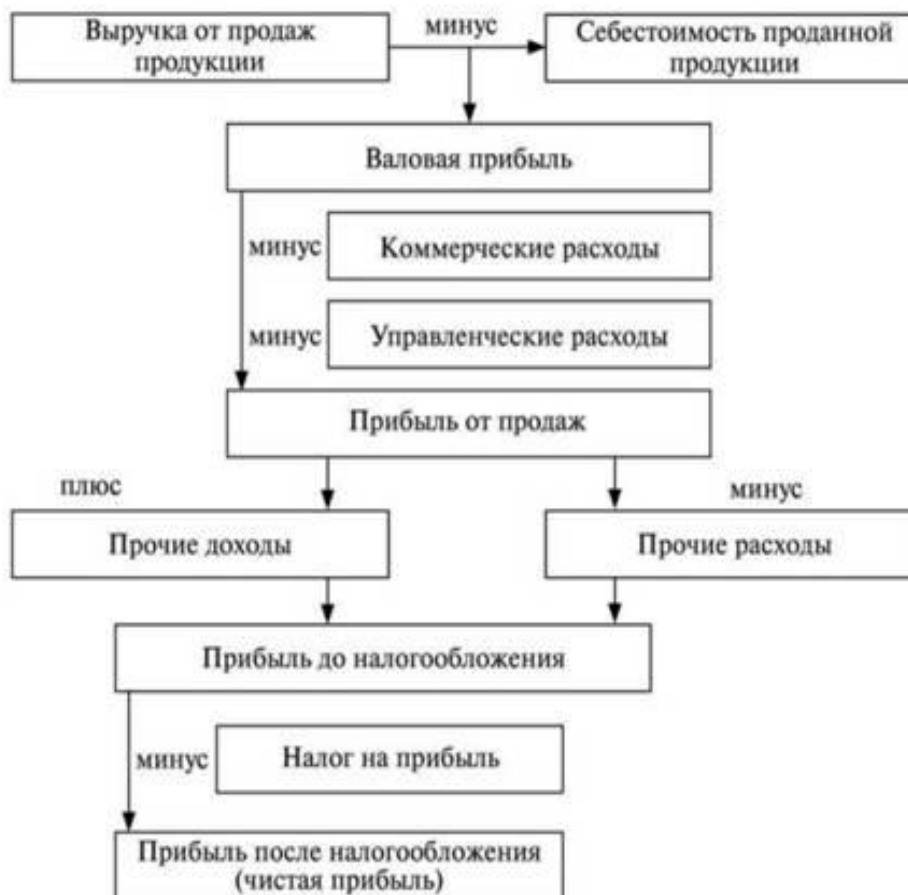 Выручка от продаж
продукции
минус
Себестоимость проданной
продукции
Валовая прибыль
минус
Коммерческие расходы
минус
Управленческие расходы
Прибыль от продаж
плюс
минус
Прочие доходы
Прочие расходы
Прибыль до налогообложения
минус
Налог на прибыль
Прибыль после налогообложения
(чистая прибыль)